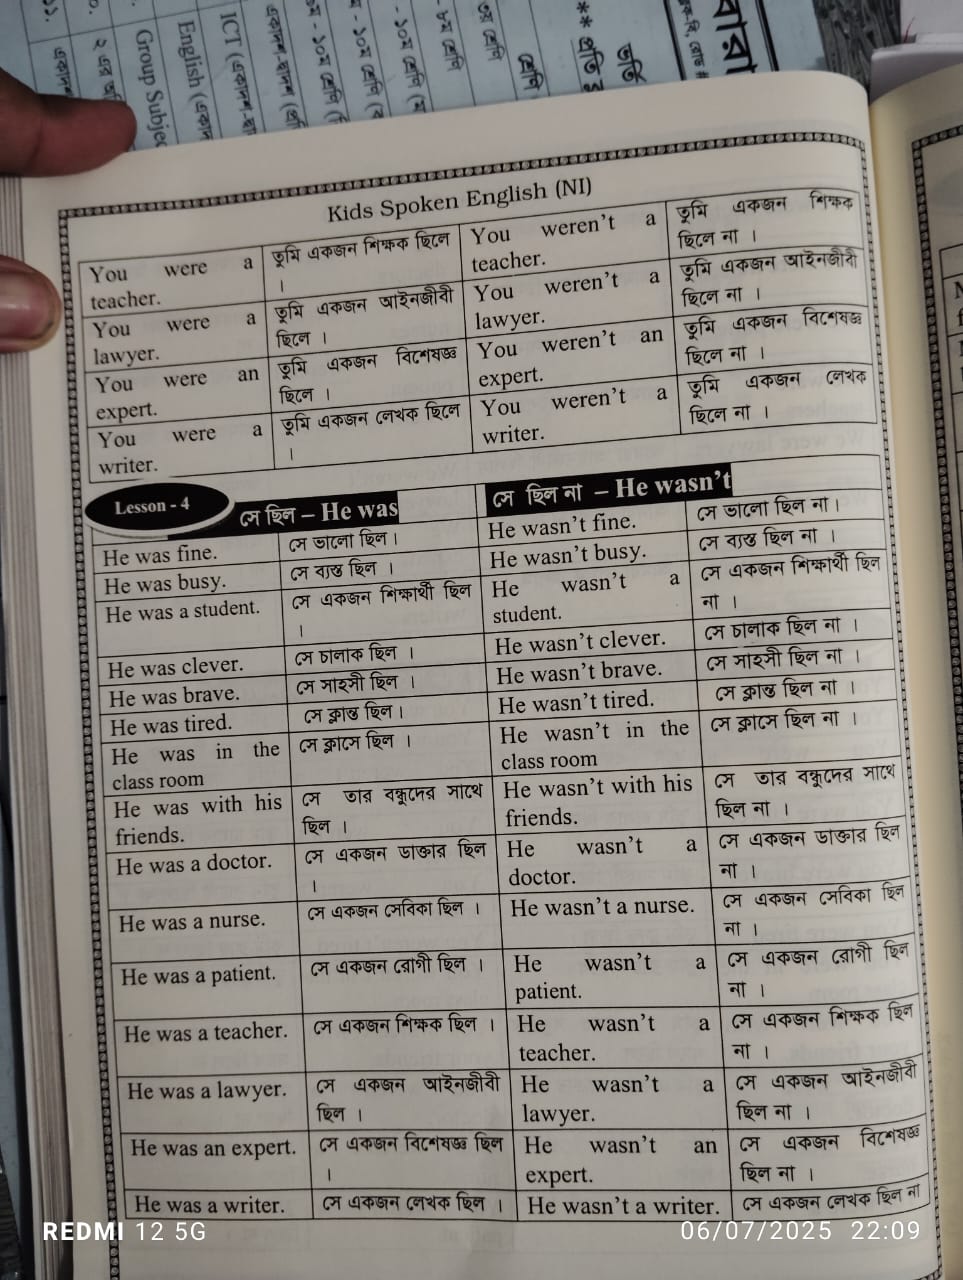 Group Subjec
English (একাদ
ICT (একাদশ-দ্বা
Kids Spoken English (NI)
You were a teacher. তুমি একজন শিক্ষক ছিলে । You weren't a teacher. তুমি একজন শিক্ষক ছিলে না ।
You were a lawyer. তুমি একজন আইনজীবী ছিলে । You weren't a lawyer. তুমি একজন আইনজীবী ছিলে না ।
You were an expert. তুমি একজন বিশেষজ্ঞ ছিলে । You weren't an expert. তুমি একজন বিশেষজ্ঞ ছিলে না ।
You were a writer. তুমি একজন লেখক ছিলে । You weren't a writer. তুমি একজন লেখক ছিলে না ।
Lesson - 4 সে ছিল – He was সে ছিল না – He wasn't
He was fine. সে ভালো ছিল। He wasn't fine. সে ভালো ছিল না।
He was busy. সে ব্যস্ত ছিল । He wasn't busy. সে ব্যস্ত ছিল না ।
He was a student. সে একজন শিক্ষার্থী ছিল । He wasn't a student. সে একজন শিক্ষার্থী ছিল না ।
He was clever. সে চালাক ছিল । He wasn't clever. সে চালাক ছিল না ।
He was brave. সে সাহসী ছিল । He wasn't brave. সে সাহসী ছিল না ।
He was tired. সে ক্লান্ত ছিল। He wasn't tired. সে ক্লান্ত ছিল না ।
He was in the class room সে ক্লাসে ছিল । He wasn't in the class room সে ক্লাসে ছিল না ।
He was with his friends. সে তার বন্ধুদের সাথে ছিল । He wasn't with his friends. সে তার বন্ধুদের সাথে ছিল না ।
He was a doctor. সে একজন ডাক্তার ছিল । He wasn't a doctor. সে একজন ডাক্তার ছিল না ।
He was a nurse. সে একজন সেবিকা ছিল । He wasn't a nurse. সে একজন সেবিকা ছিল না ।
He was a patient. সে একজন রোগী ছিল । He wasn't a patient. সে একজন রোগী ছিল না ।
He was a teacher. সে একজন শিক্ষক ছিল । He wasn't a teacher. সে একজন শিক্ষক ছিল না ।
He was a lawyer. সে একজন আইনজীবী ছিল । He wasn't a lawyer. সে একজন আইনজীবী ছিল না ।
He was an expert. সে একজন বিশেষজ্ঞ ছিল । He wasn't an expert. সে একজন বিশেষজ্ঞ ছিল না ।
He was a writer. সে একজন লেখক ছিল । He wasn't a writer. সে একজন লেখক ছিল না
REDMI 12 5G
06/07/2025 22:09